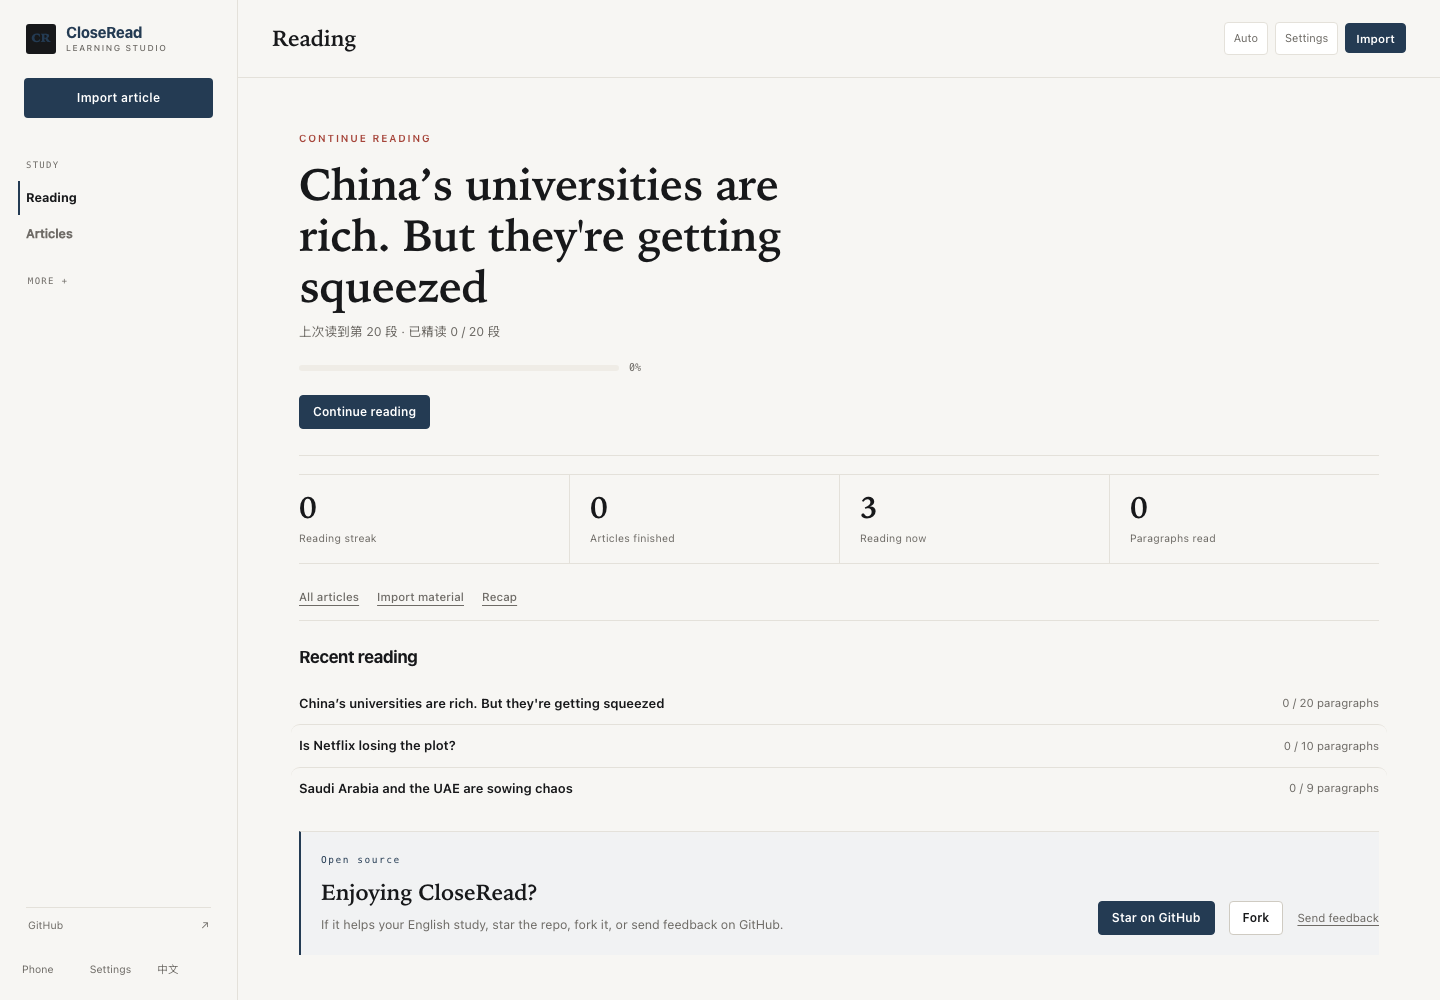 CR
CloseRead
LEARNING STUDIO
Import article
STUDY
Reading
Articles
MORE +
GitHub ↗
Phone Settings 中文
Reading
Auto Settings Import
CONTINUE READING
China’s universities are
rich. But they're getting
squeezed
上次读到第 20 段 · 已精读 0 / 20 段
0%
Continue reading
0
Reading streak
0
Articles finished
3
Reading now
0
Paragraphs read
All articles Import material Recap
Recent reading
China’s universities are rich. But they're getting squeezed 0 / 20 paragraphs
Is Netflix losing the plot? 0 / 10 paragraphs
Saudi Arabia and the UAE are sowing chaos 0 / 9 paragraphs
Open source
Enjoying CloseRead?
If it helps your English study, star the repo, fork it, or send feedback on GitHub.
Star on GitHub Fork Send feedback